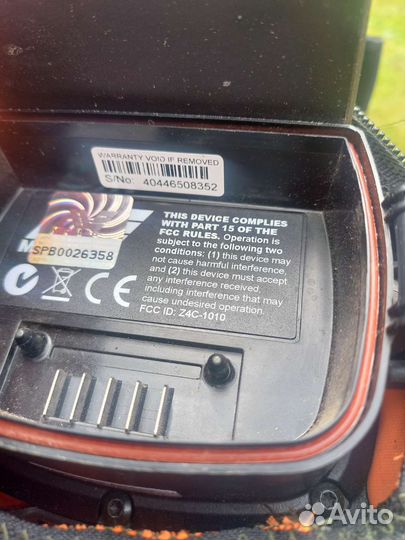 WARRANTY VOID IF REMOVED
S/No: 40446508352
SPB0026358
THIS DEVICE COMPLIES
WITH PART 15 OF THE
FCC RULES. Operation is
subject to the following two
conditions: (1) this device may
not cause harmful interference,
and (2) this device must accept
any interference received,
including interference that may
cause undesired operation.
FCC ID: Z4C-1010
CE
Avito